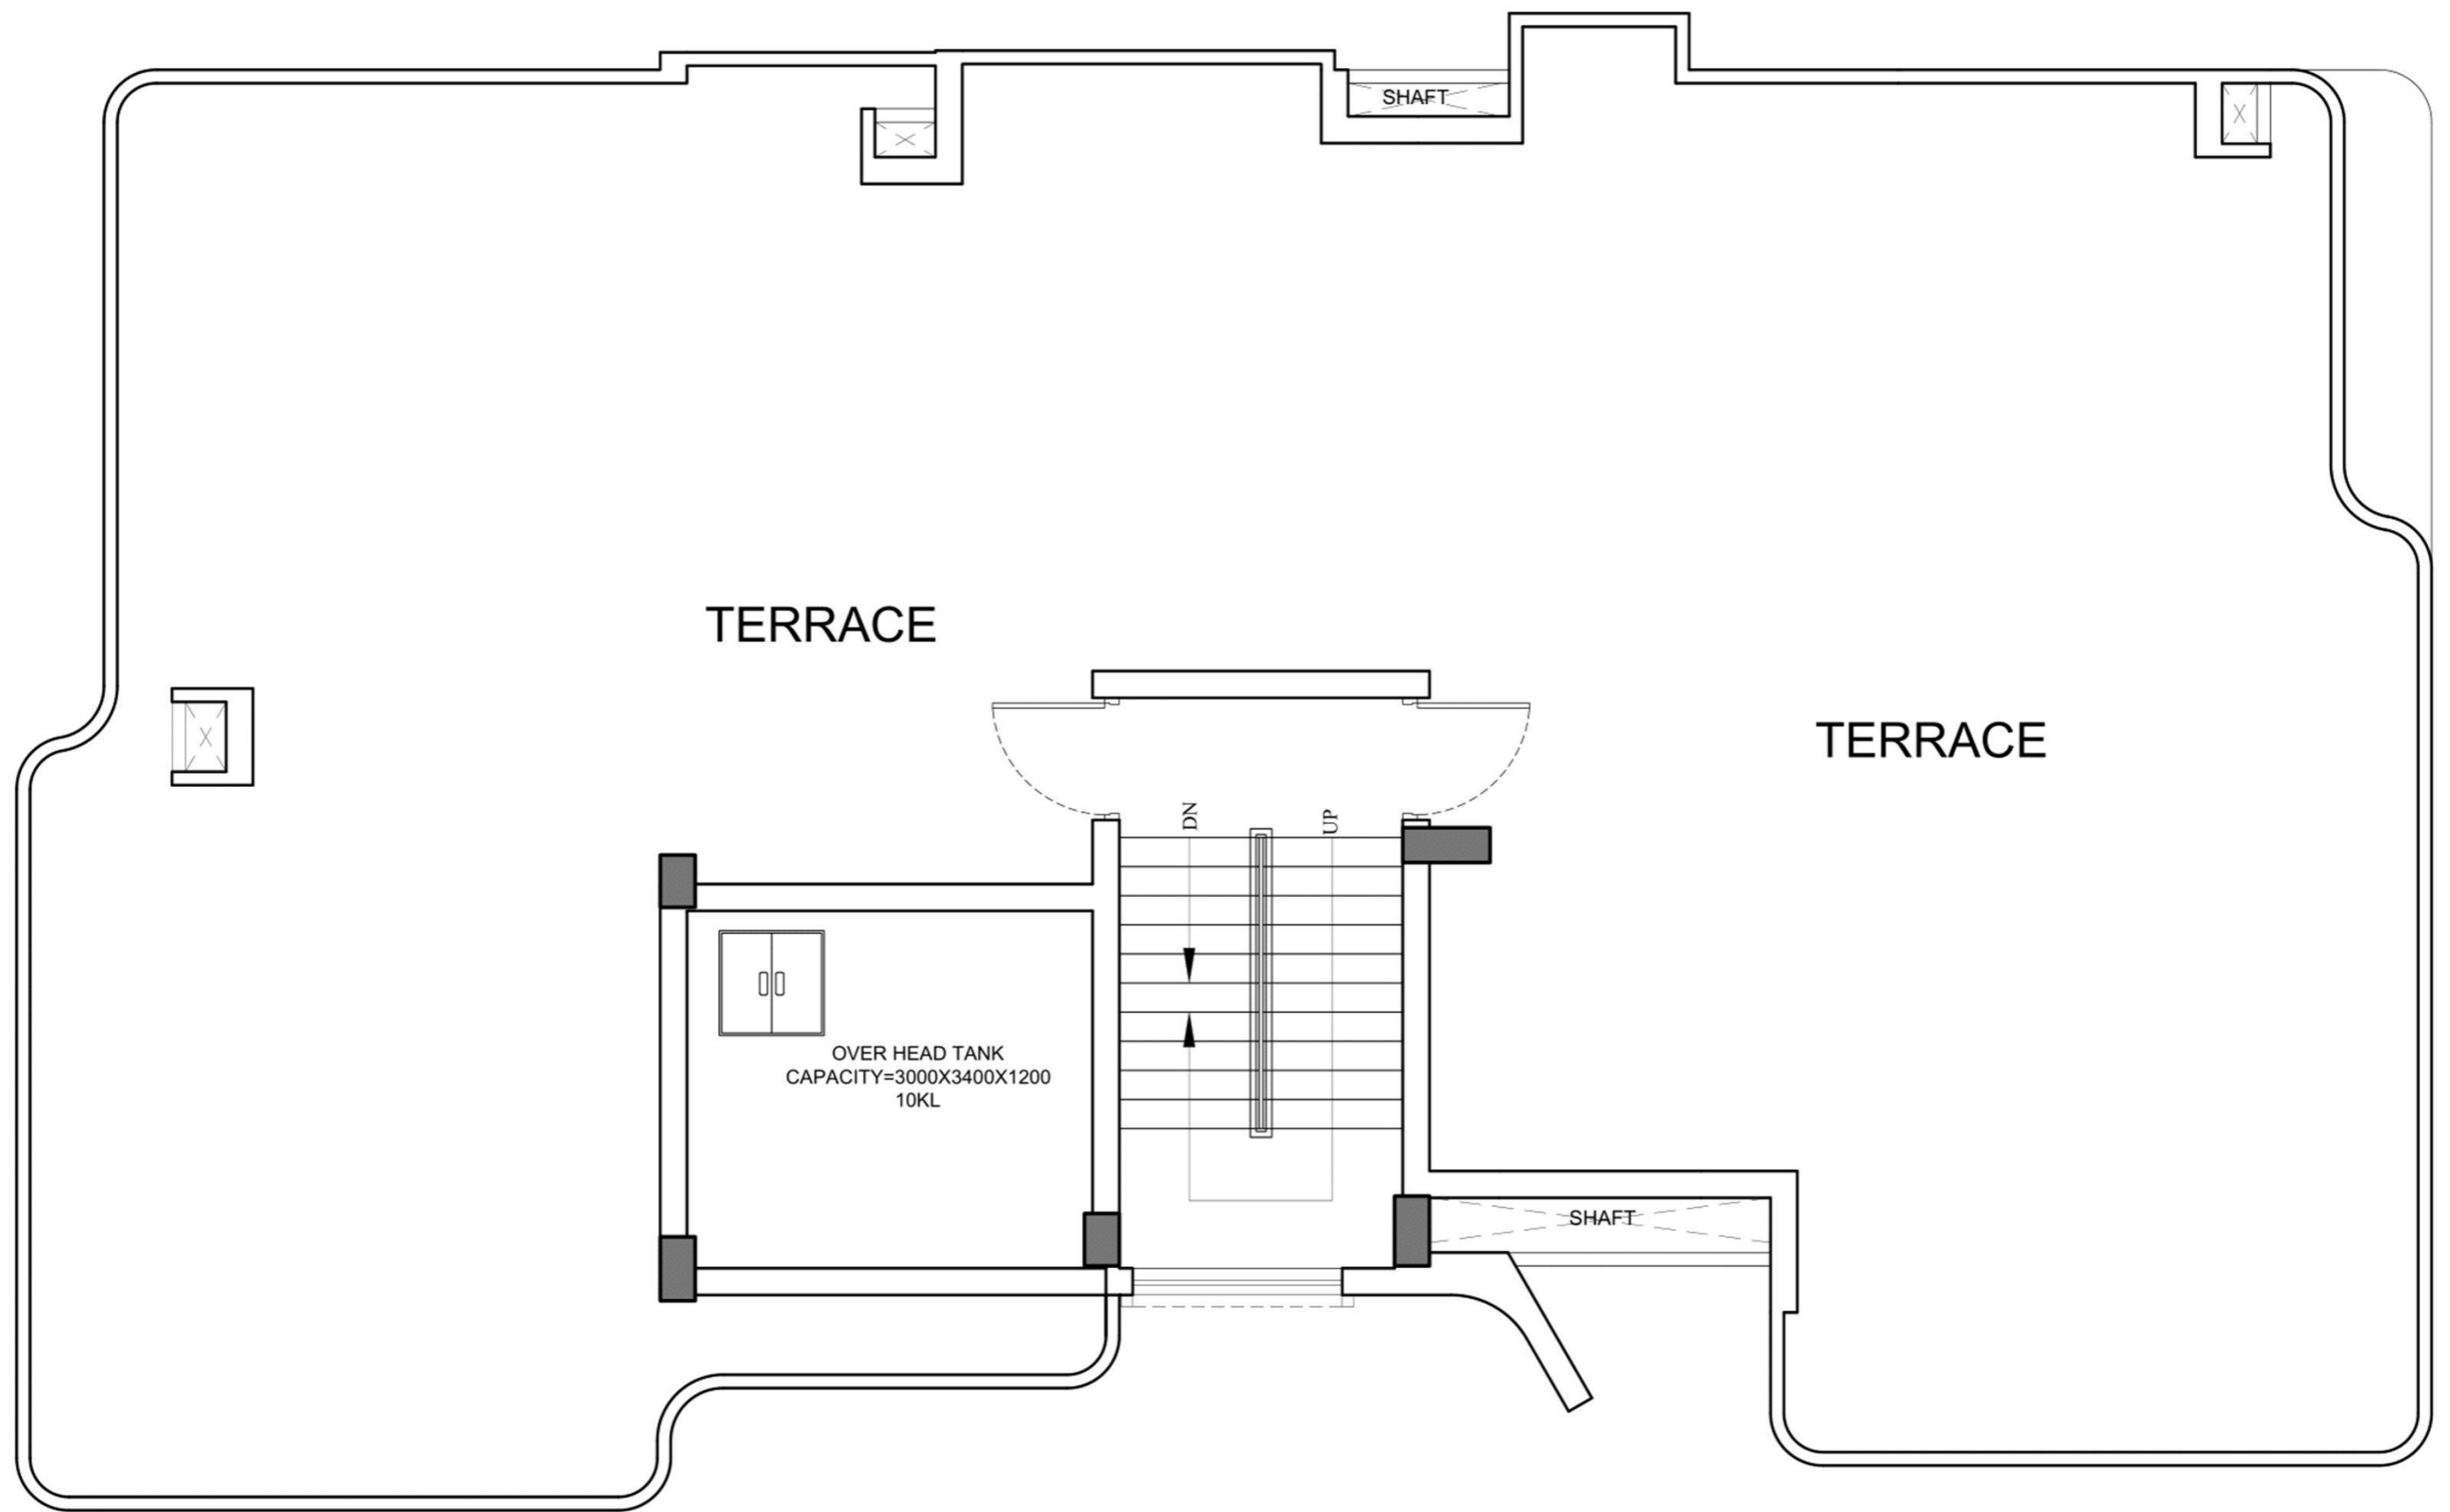 SHAFT
TERRACE
TERRACE
DN
UP
OVER HEAD TANK
CAPACITY=3000X3400X1200
10KL
SHAFT